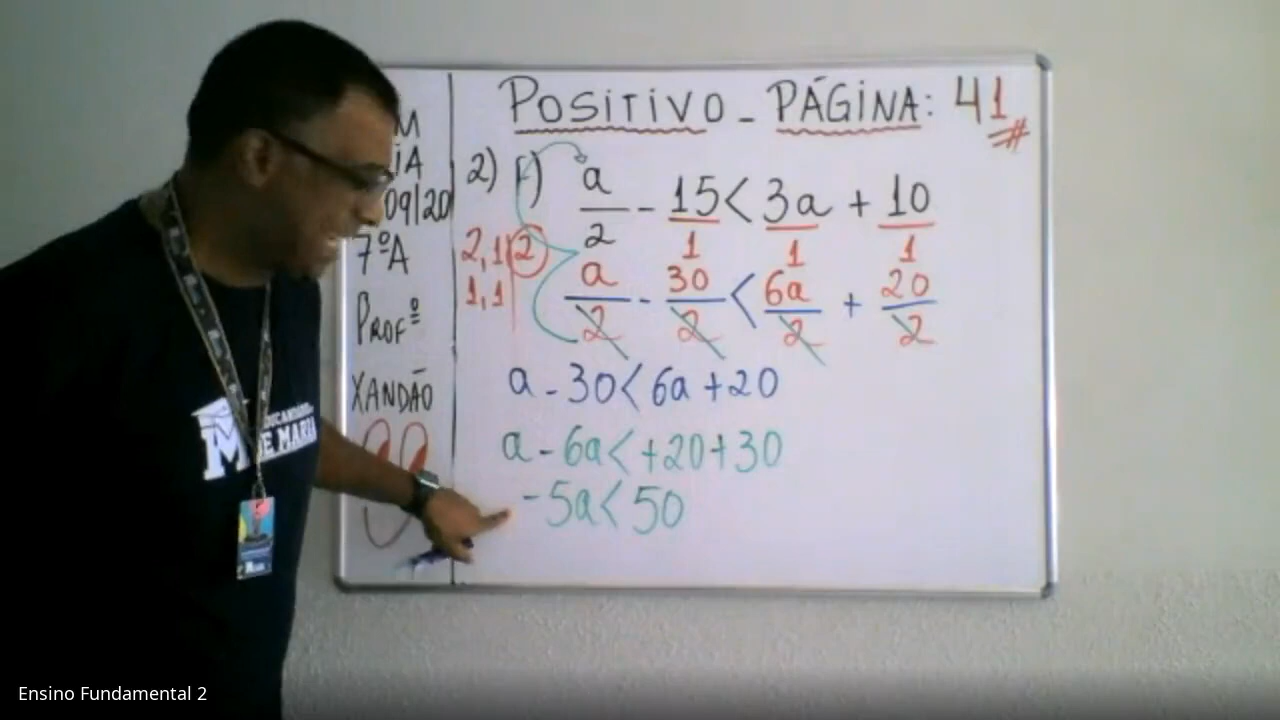 POSITIVO - PÁGINA: 41
09/20
7ºA
PROFº
XANDÃO
2) f) a/2 - 15/1 < 3a/1 + 10/1
2,1|2
1,1|
a/2 - 30/2 < 6a/2 + 20/2
a - 30 < 6a + 20
a - 6a < +20 + 30
-5a < 50
DE MARIA
Ensino Fundamental 2